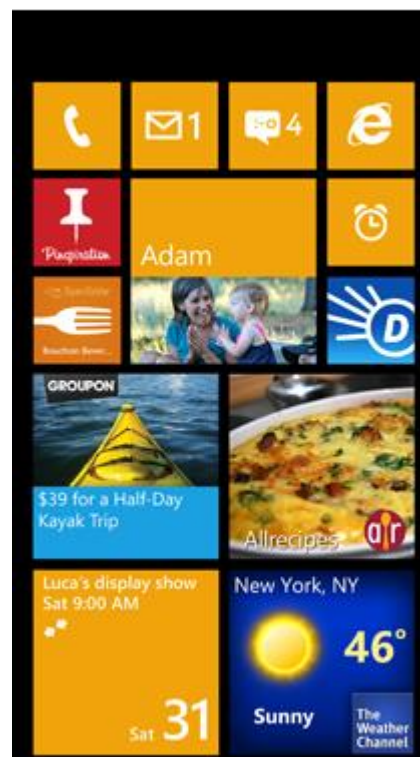 1
:-o 4
Pinspiration
Adam
D
GROUPON
$39 for a Half-Day
Kayak Trip
Allrecipes ar
Luca's display show
Sat 9:00 AM
Sat 31
New York, NY
46°
Sunny
The
Weather
Channel